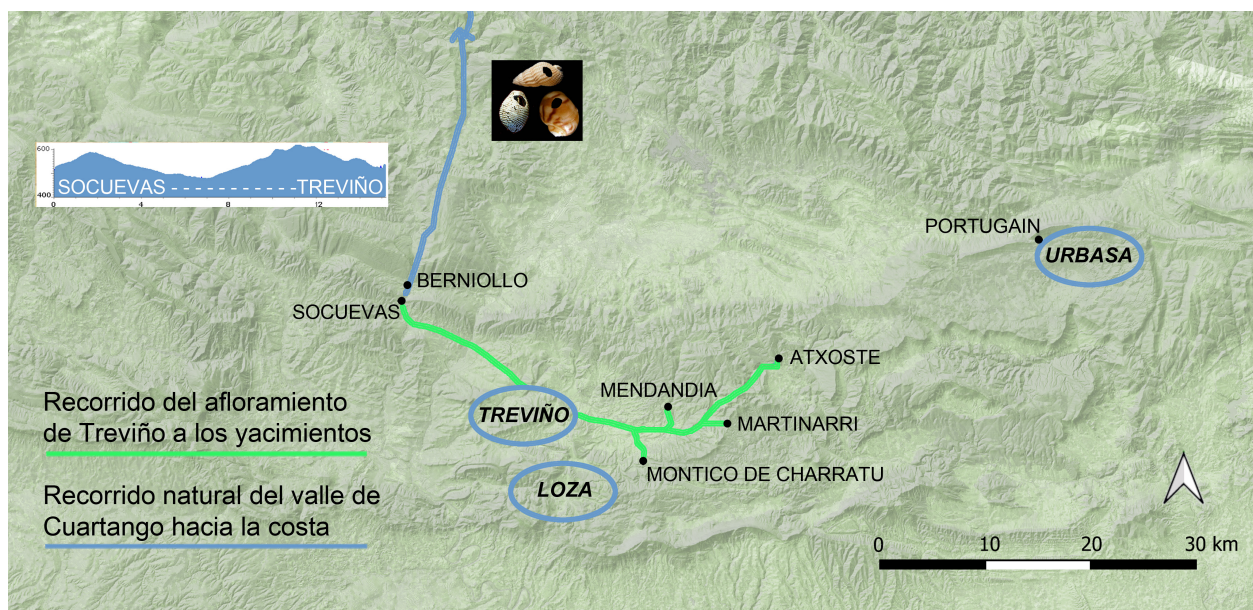 600
SOCUEVAS - - - - - - - - - - - - -TREVIÑO
400
0 4 8 12
PORTUGAIN
URBASA
BERNIOLLO
SOCUEVAS
ATXOSTE
MENDANDIA
TREVIÑO
MARTINARRI
MONTICO DE CHARRATU
LOZA
Recorrido del afloramiento
de Treviño a los yacimientos
Recorrido natural del valle de
Cuartango hacia la costa
0 10 20 30 km